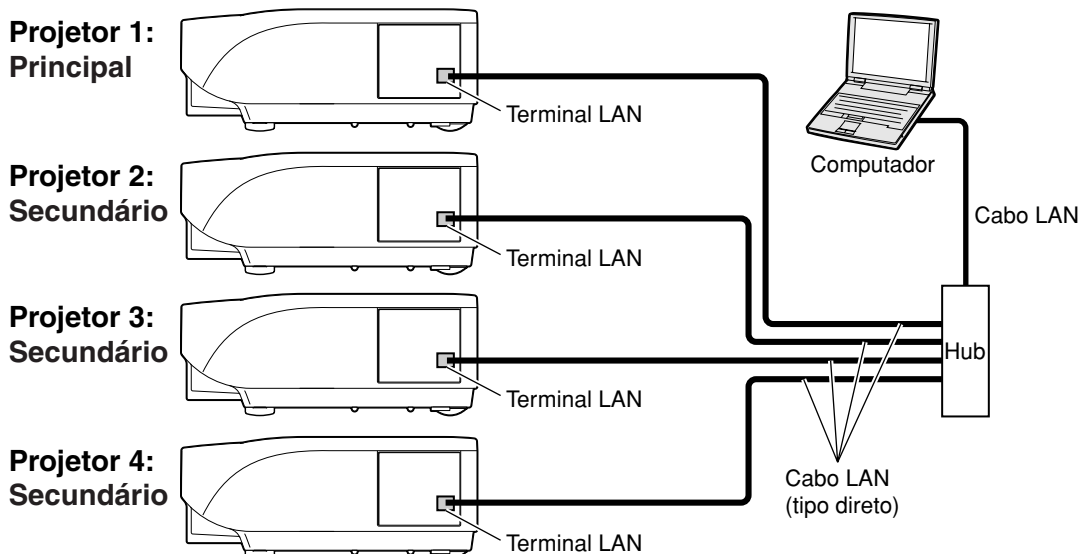 Projetor 1:
Principal
Terminal LAN
Computador
Projetor 2:
Secundário
Terminal LAN
Cabo LAN
Projetor 3:
Secundário
Terminal LAN
Hub
Projetor 4:
Secundário
Terminal LAN
Cabo LAN
(tipo direto)